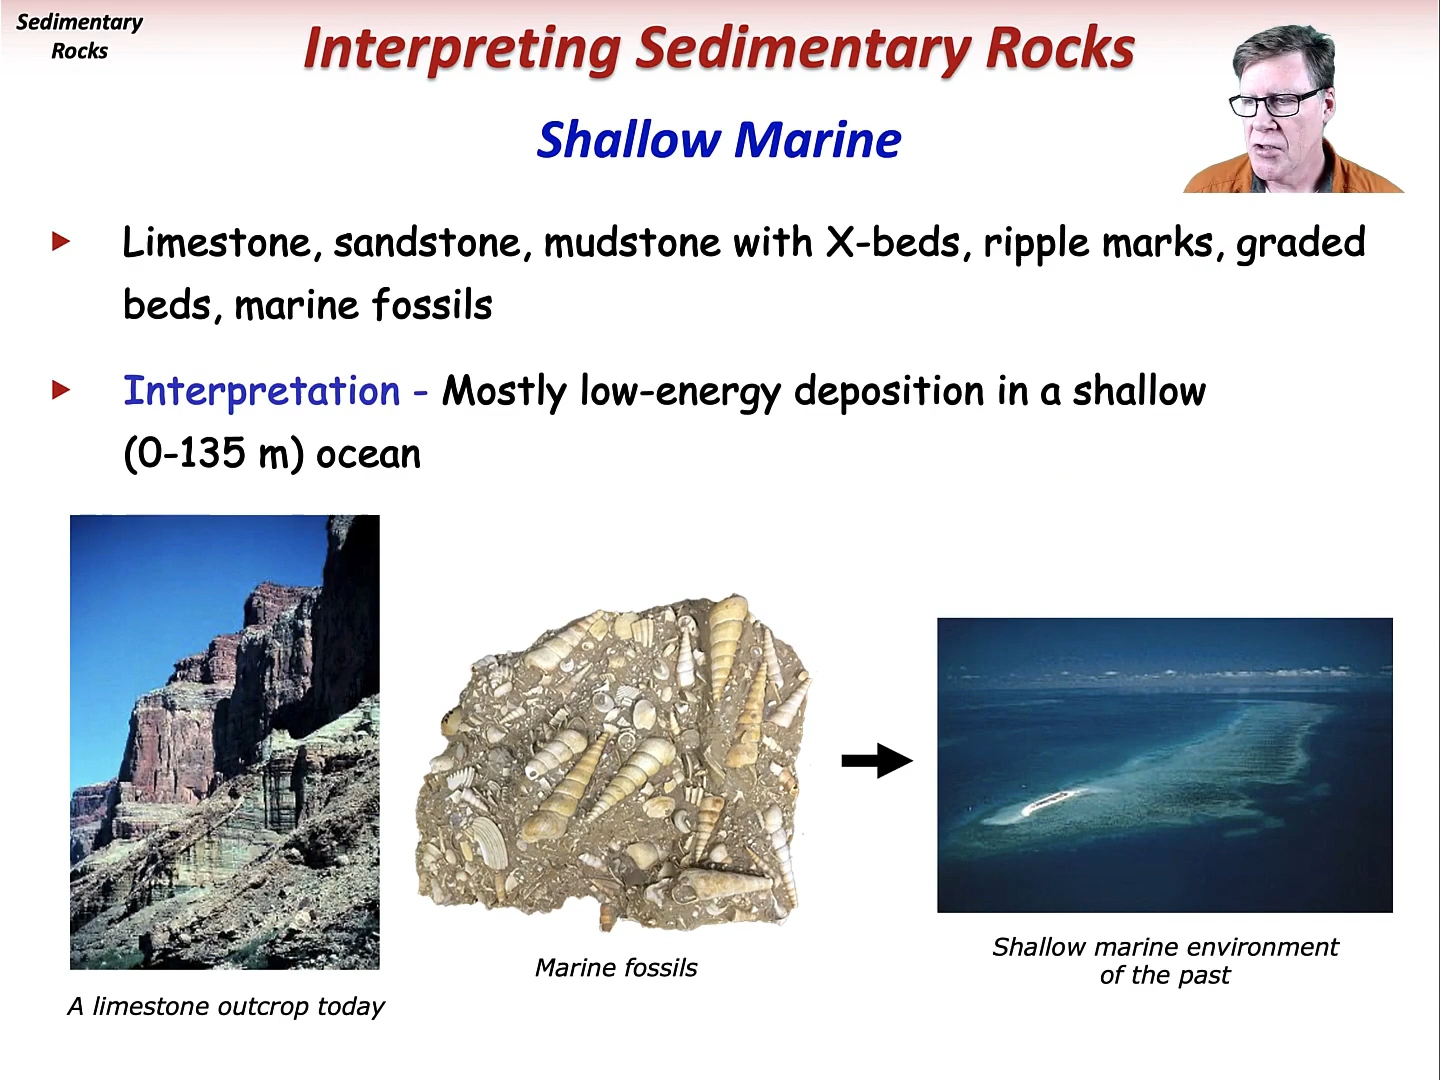 Sedimentary
Rocks
Interpreting Sedimentary Rocks
Shallow Marine
Limestone, sandstone, mudstone with X-beds, ripple marks, graded
beds, marine fossils
Interpretation - Mostly low-energy deposition in a shallow
(0-135 m) ocean
A limestone outcrop today
Marine fossils
Shallow marine environment
of the past